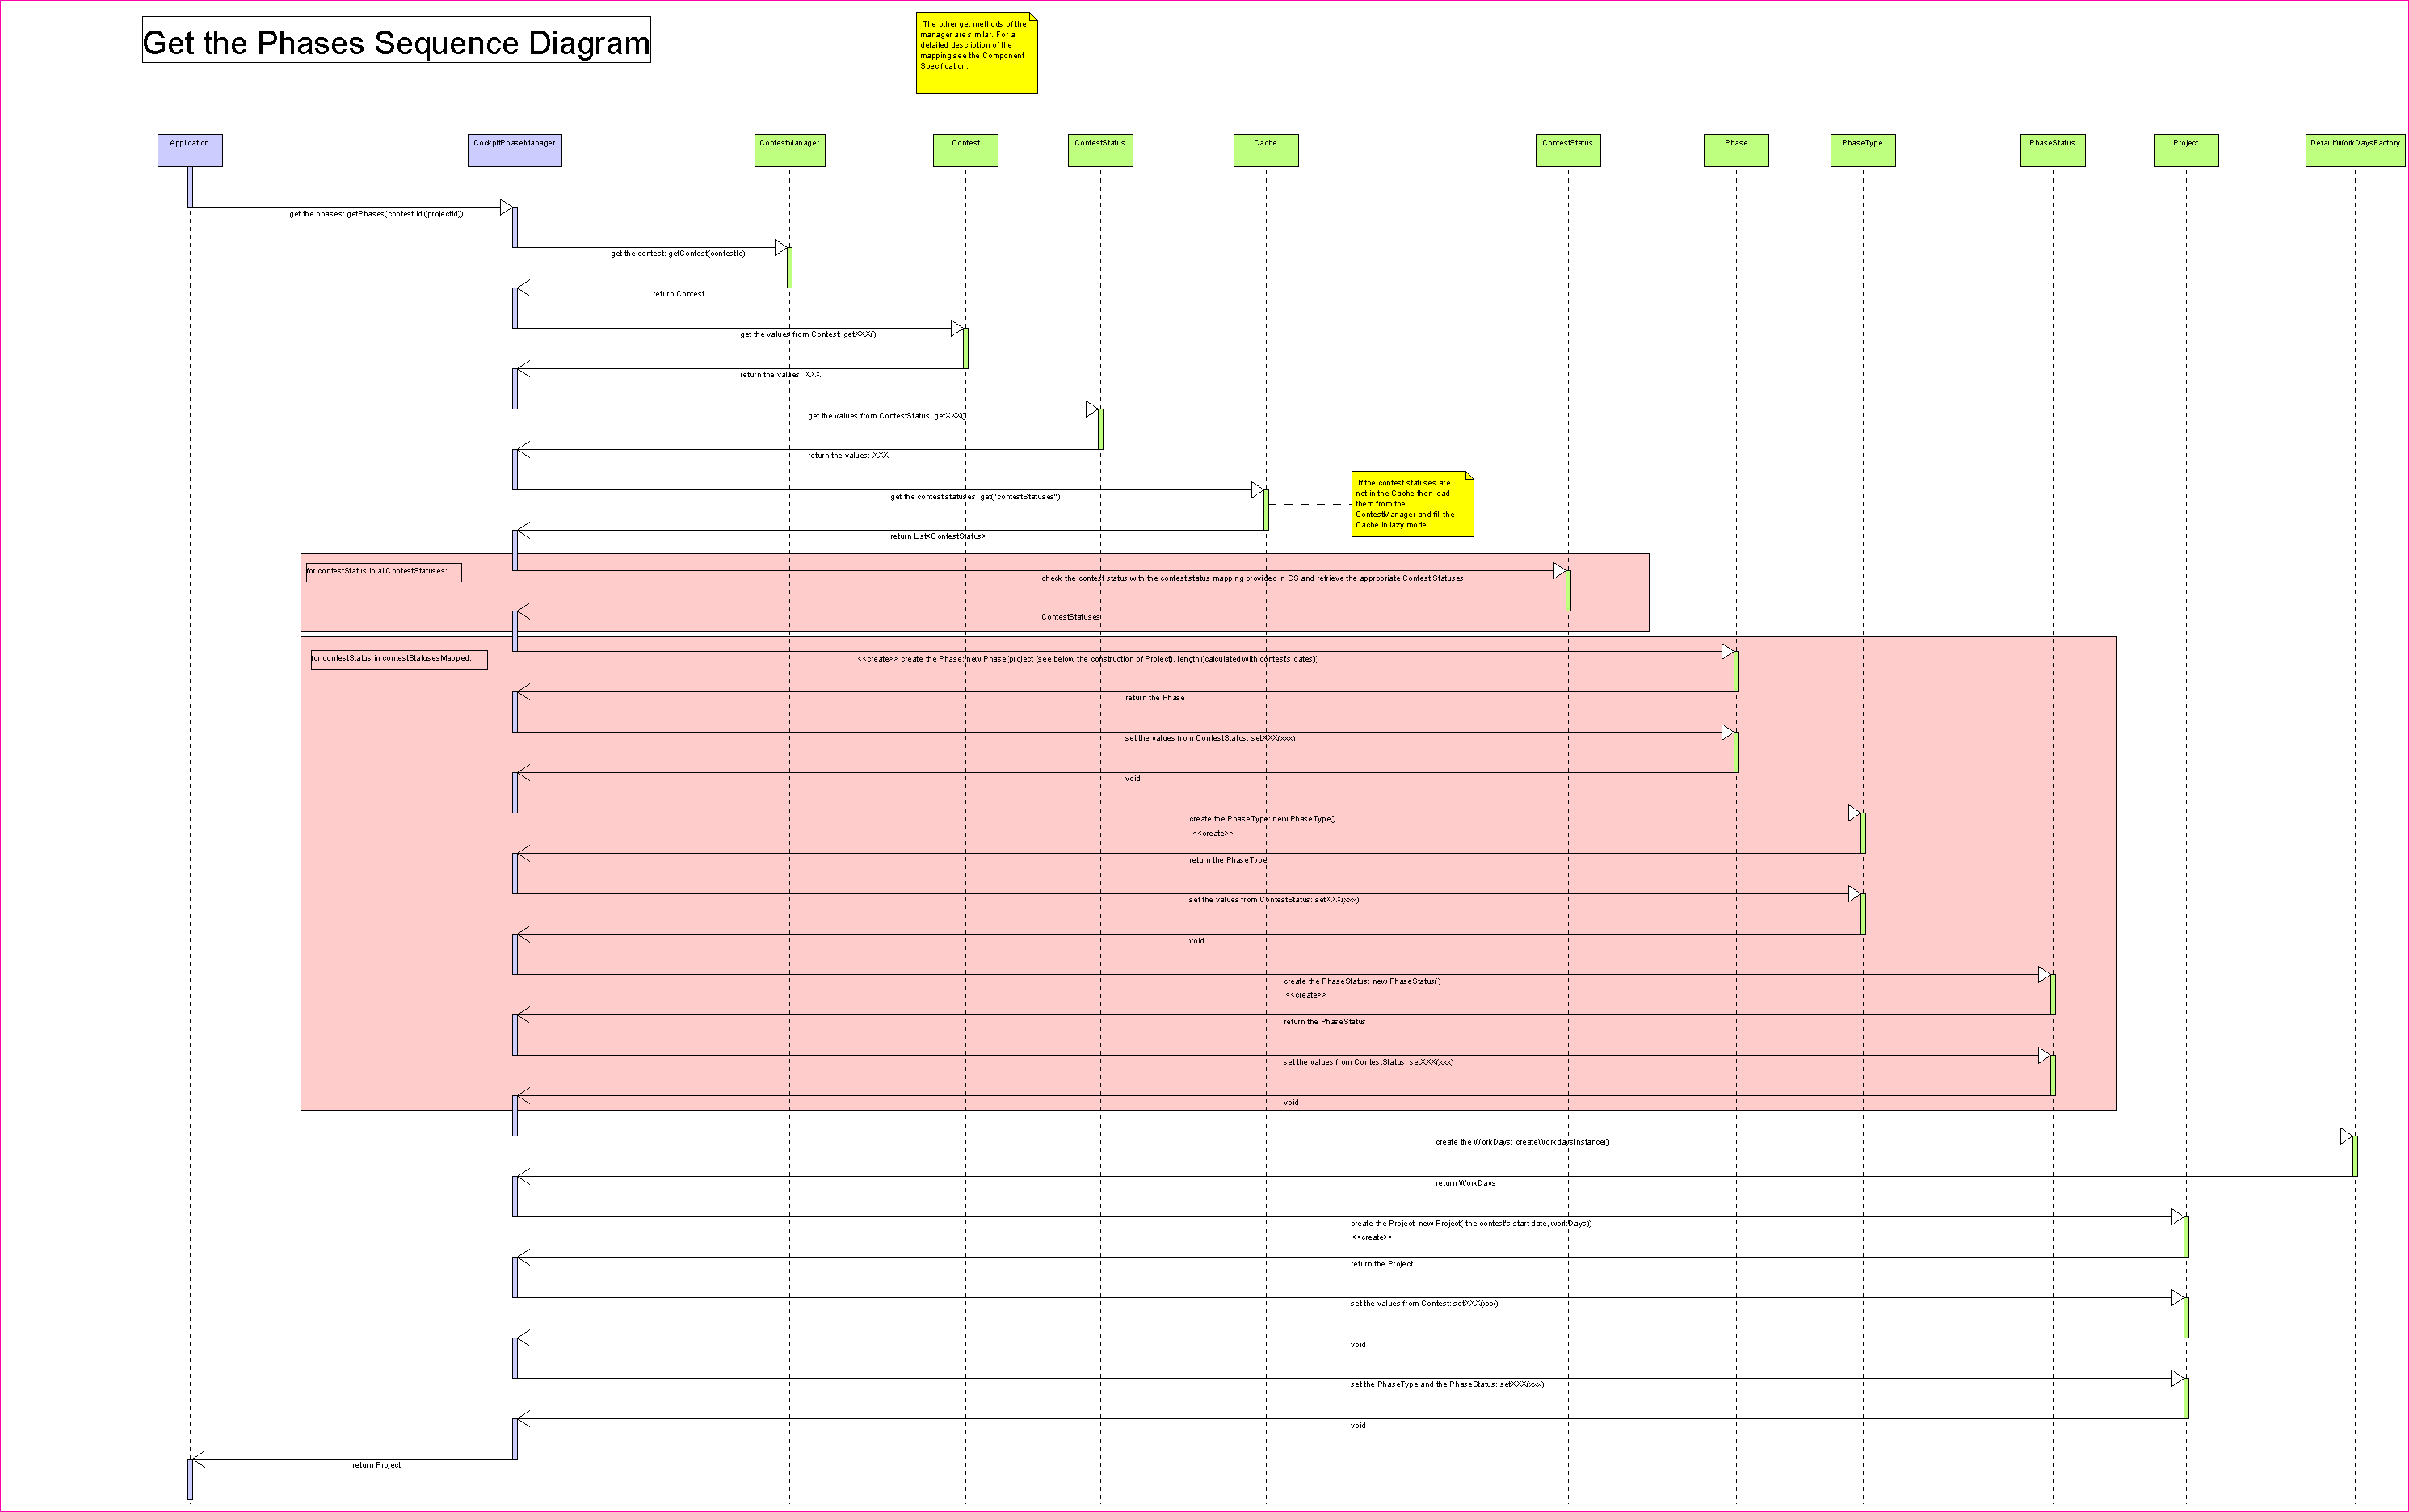 Get the Phases Sequence Diagram
The other get methods of the
manager are similar. For a
detailed description of the
mapping see the Component
Specification.
Application
CockpitPhaseManager
ContestManager
Contest
ContestStatus
Cache
ContestStatus
Phase
PhaseType
PhaseStatus
Project
DefaultWorkDaysFactory
get the phases: getPhases(contest id (projectId))
get the contest: getContest(contestId)
return Contest
get the values from Contest: getXXX()
return the values: XXX
get the values from ContestStatus: getXXX()
return the values: XXX
get the contest statuses: get("contestStatuses")
If the contest statuses are
not in the Cache then load
them from the
ContestManager and fill the
Cache in lazy mode.
return List<ContestStatus>
for contestStatus in allContestStatuses:
check the contest status with the contest status mapping provided in CS and retrieve the appropriate Contest Statuses
ContestStatuses
for contestStatus in contestStatusesMapped:
<<create>> create the Phase: new Phase(project (see below the construction of Project), length (calculated with contest's dates))
return the Phase
set the values from ContestStatus: setXXX(xxx)
void
create the PhaseType: new PhaseType()
<<create>>
return the PhaseType
set the values from ContestStatus: setXXX(xxx)
void
create the PhaseStatus: new PhaseStatus()
<<create>>
return the PhaseStatus
set the values from ContestStatus: setXXX(xxx)
void
create the WorkDays: createWorkdaysInstance()
return WorkDays
create the Project: new Project( the contest's start date, workDays))
<<create>>
return the Project
set the values from Contest: setXXX(xxx)
void
set the PhaseType and the PhaseStatus: setXXX(xxx)
void
return Project